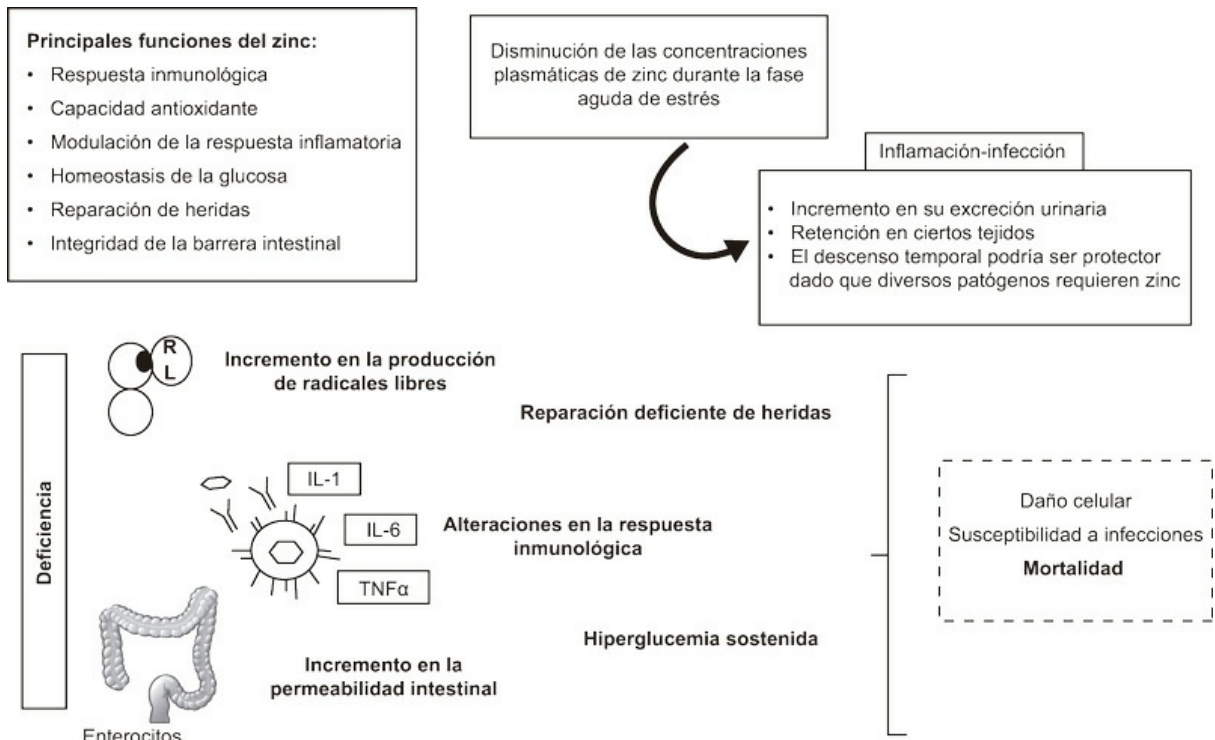 Principales funciones del zinc:
• Respuesta inmunológica
• Capacidad antioxidante
• Modulación de la respuesta inflamatoria
• Homeostasis de la glucosa
• Reparación de heridas
• Integridad de la barrera intestinal
Disminución de las concentraciones
plasmáticas de zinc durante la fase
aguda de estrés
Inflamación-infección
• Incremento en su excreción urinaria
• Retención en ciertos tejidos
• El descenso temporal podría ser protector
dado que diversos patógenos requieren zinc
Deficiencia
R
L
Incremento en la producción
de radicales libres
Reparación deficiente de heridas
IL-1
IL-6
TNFα
Alteraciones en la respuesta
inmunológica
Hiperglucemia sostenida
Incremento en la
permeabilidad intestinal
Enterocitos
Daño celular
Susceptibilidad a infecciones
Mortalidad